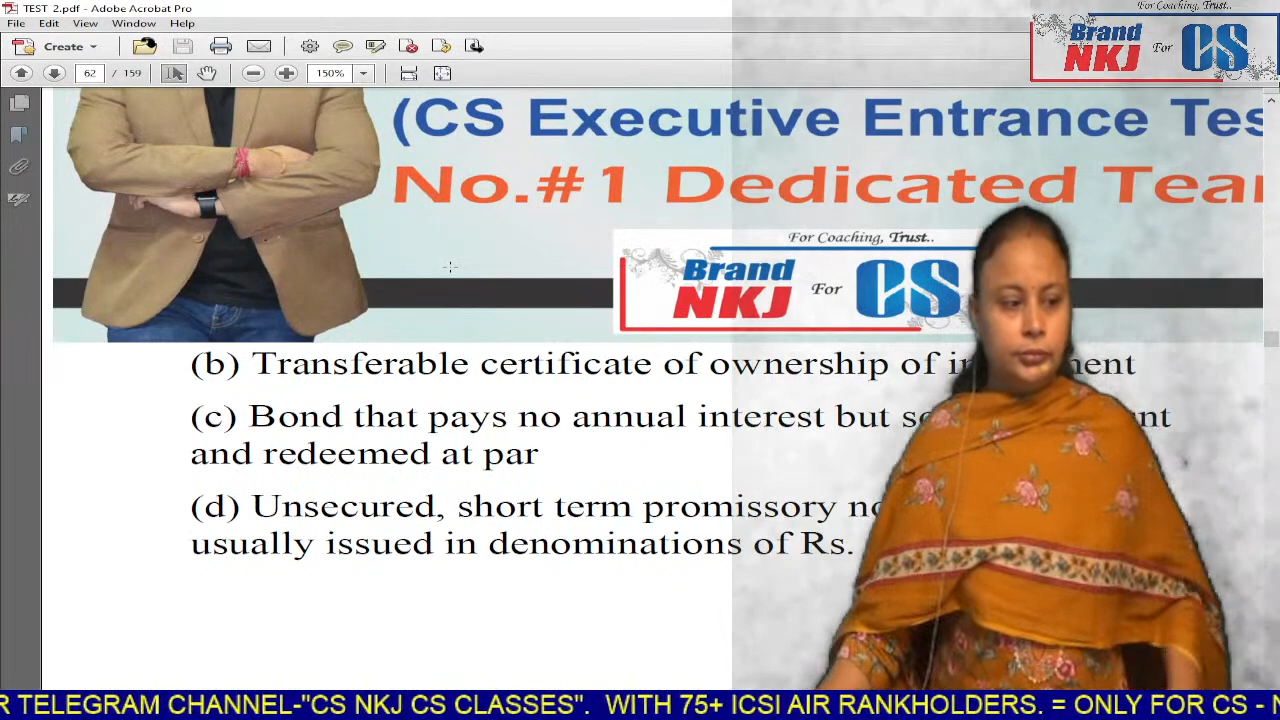 TEST 2.pdf - Adobe Acrobat Pro
File Edit View Window Help
Create
62 / 159 150%
For Coaching, Trust..
Brand NKJ For CS
(CS Executive Entrance Tes
No.#1 Dedicated Tea
For Coaching, Trust..
Brand
NKJ For CS
(b) Transferable certificate of ownership of
(c) Bond that pays no annual interest but
and redeemed at par
(d) Unsecured, short term promissory
usually issued in denominations of Rs.
R TELEGRAM CHANNEL-"CS NKJ CS CLASSES". WITH 75+ ICSI AIR RANKHOLDERS. = ONLY FOR CS - N